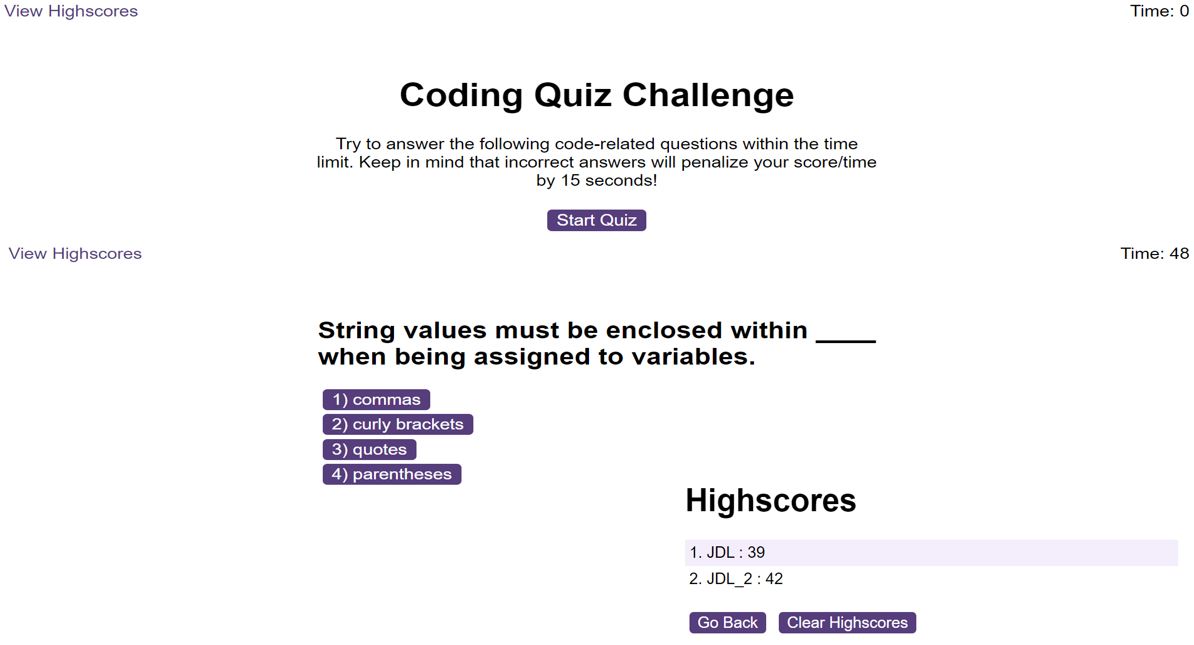 View Highscores
Time: 0
Coding Quiz Challenge
Try to answer the following code-related questions within the time
limit. Keep in mind that incorrect answers will penalize your score/time
by 15 seconds!
Start Quiz
View Highscores
Time: 48
String values must be enclosed within ____
when being assigned to variables.
1) commas
2) curly brackets
3) quotes
4) parentheses
Highscores
1. JDL : 39
2. JDL_2 : 42
Go Back
Clear Highscores